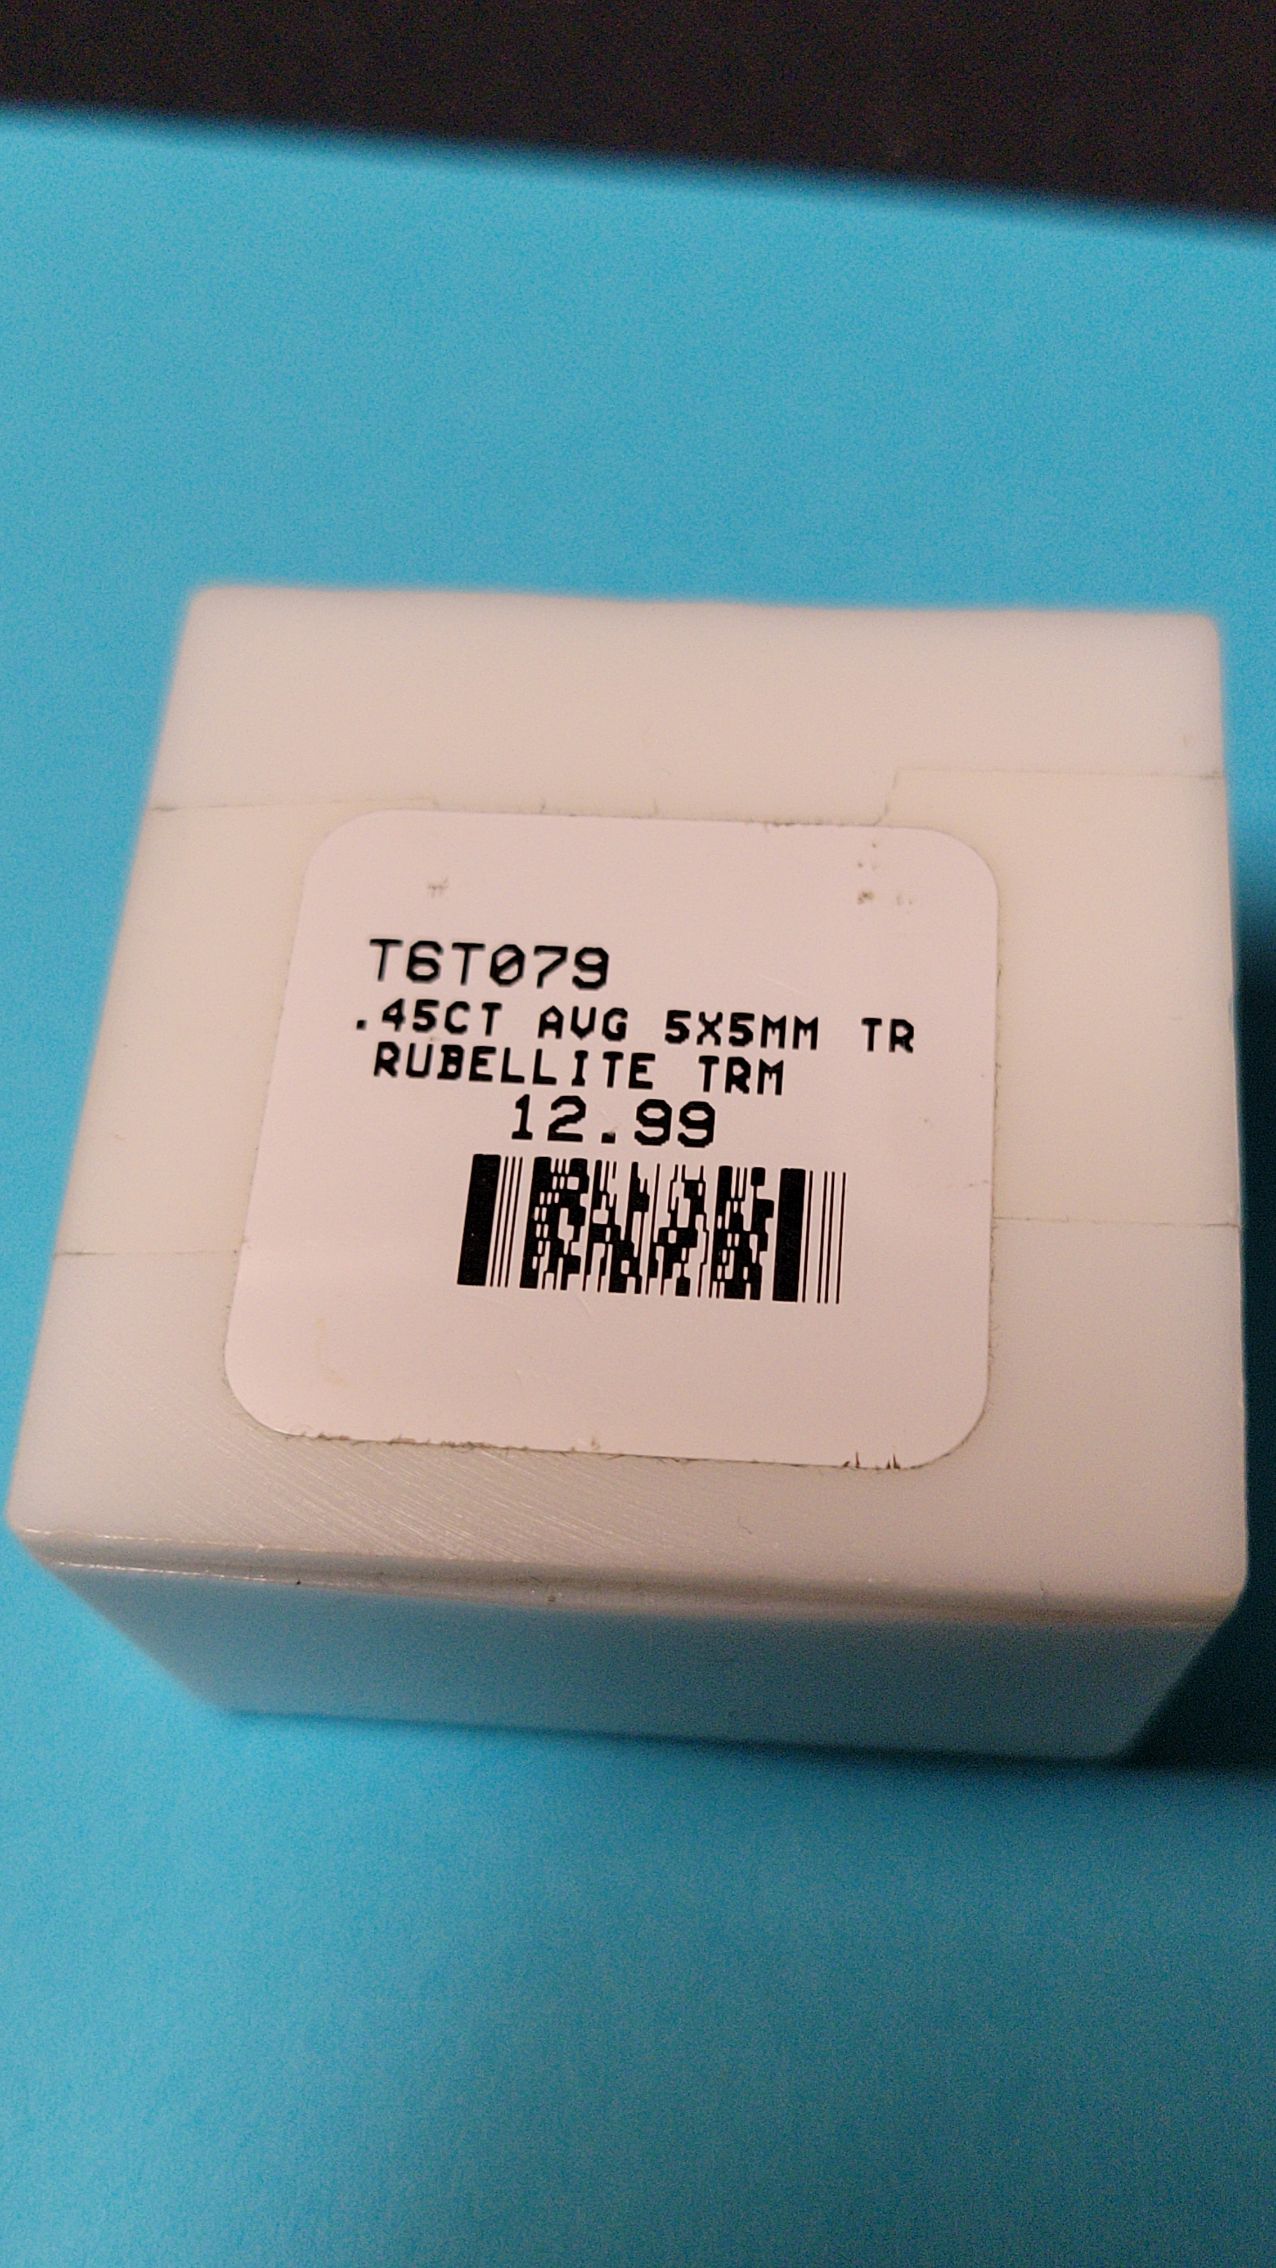 T6T079
.45CT AVG 5X5MM TR
RUBELLITE TRM
12.99